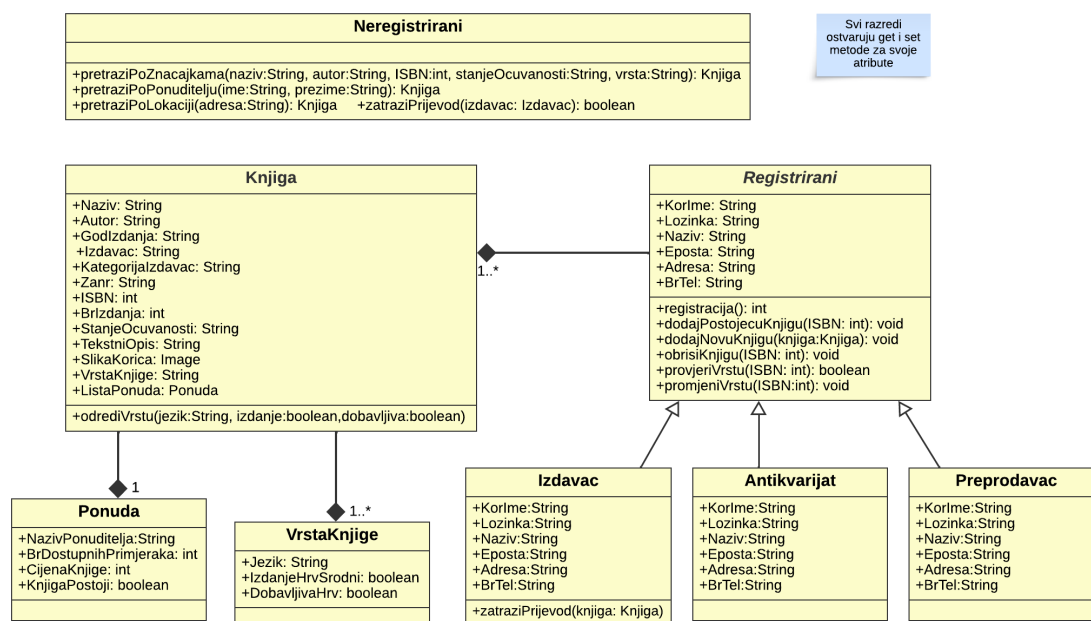 Neregistrirani
+pretraziPoZnacajkama(naziv:String, autor:String, ISBN:int, stanjeOcuvanosti:String, vrsta:String): Knjiga
+pretraziPoPonuditelju(ime:String, prezime:String): Knjiga
+pretraziPoLokaciji(adresa:String): Knjiga +zatraziPrijevod(izdavac: Izdavac): boolean
Svi razredi
ostvaruju get i set
metode za svoje
atribute
Knjiga
+Naziv: String
+Autor: String
+GodIzdanja: String
+Izdavac: String
+KategorijaIzdavac: String
+Zanr: String
+ISBN: int
+BrIzdanja: int
+StanjeOcuvanosti: String
+TekstniOpis: String
+SlikaKorica: Image
+VrstaKnjige: String
+ListaPonuda: Ponuda
+odrediVrstu(jezik:String, izdanje:boolean,dobavljiva:boolean)
1..*
Registrirani
+KorIme: String
+Lozinka: String
+Naziv: String
+Eposta: String
+Adresa: String
+BrTel: String
+registracija(): int
+dodajPostojecuKnjigu(ISBN: int): void
+dodajNovuKnjigu(knjiga:Knjiga): void
+obrisiKnjigu(ISBN: int): void
+provjeriVrstu(ISBN: int): boolean
+promjeniVrstu(ISBN:int): void
1
Ponuda
+NazivPonuditelja:String
+BrDostupnihPrimjeraka: int
+CijenaKnjige: int
+KnjigaPostoji: boolean
1..*
VrstaKnjige
+Jezik: String
+IzdanjeHrvSrodni: boolean
+DobavljivaHrv: boolean
Izdavac
+KorIme:String
+Lozinka:String
+Naziv:String
+Eposta:String
+Adresa:String
+BrTel:String
+zatraziPrijevod(knjiga: Knjiga)
Antikvarijat
+KorIme:String
+Lozinka:String
+Naziv:String
+Eposta:String
+Adresa:String
+BrTel:String
Preprodavac
+KorIme:String
+Lozinka:String
+Naziv:String
+Eposta:String
+Adresa:String
+BrTel:String